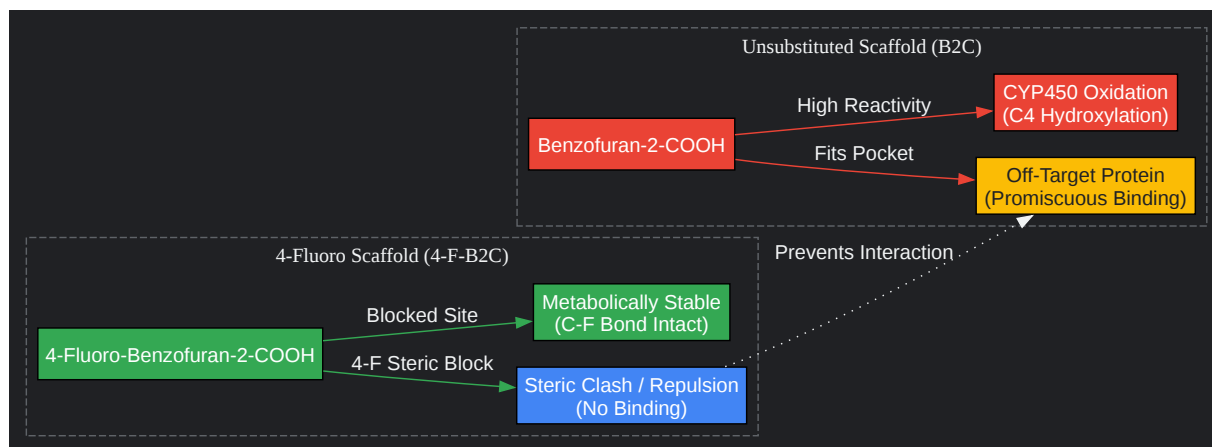 Unsubstituted Scaffold (B2C)
Benzofuran-2-COOH
High Reactivity
CYP450 Oxidation
(C4 Hydroxylation)
Fits Pocket
Off-Target Protein
(Promiscuous Binding)
Prevents Interaction
4-Fluoro Scaffold (4-F-B2C)
4-Fluoro-Benzofuran-2-COOH
Blocked Site
Metabolically Stable
(C-F Bond Intact)
4-F Steric Block
Steric Clash / Repulsion
(No Binding)